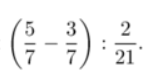 (5/7 − 3/7) : 2/21.